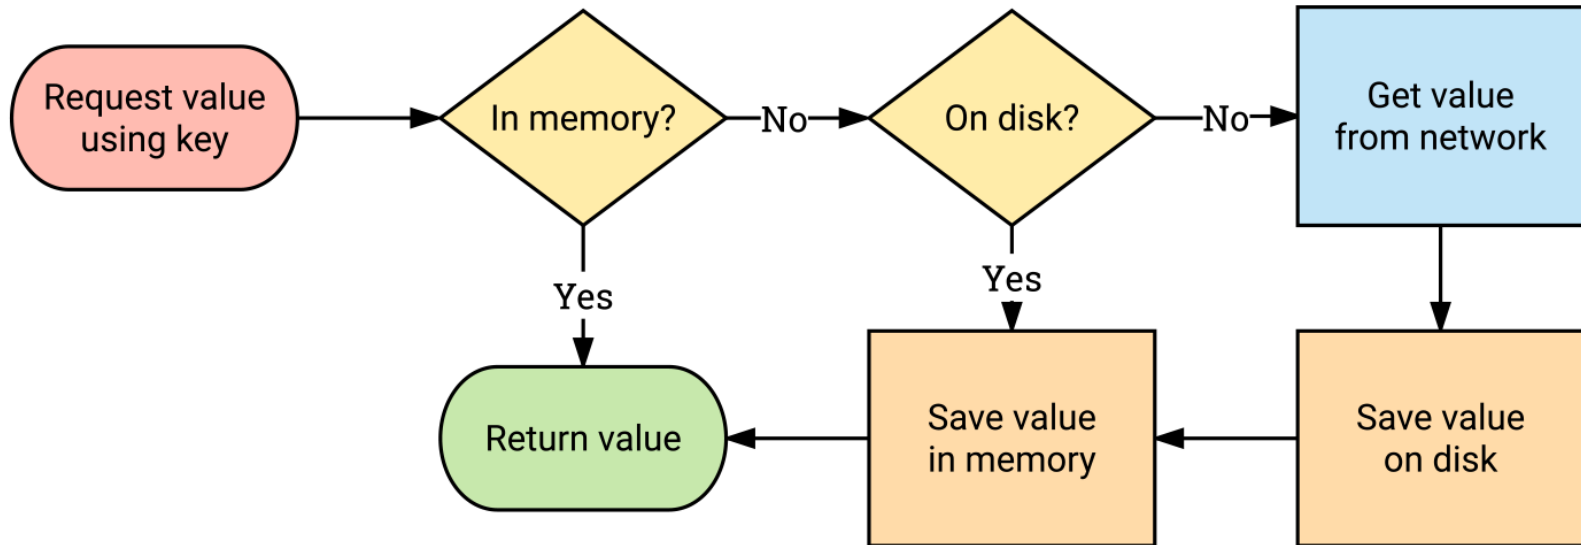 Request value
using key
In memory?
No
On disk?
No
Get value
from network
Yes
Yes
Return value
Save value
in memory
Save value
on disk